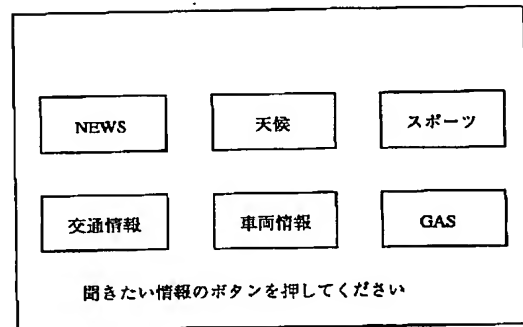 NEWS
天候
スポーツ
交通情報
車両情報
GAS
聞きたい情報のボタンを押してください